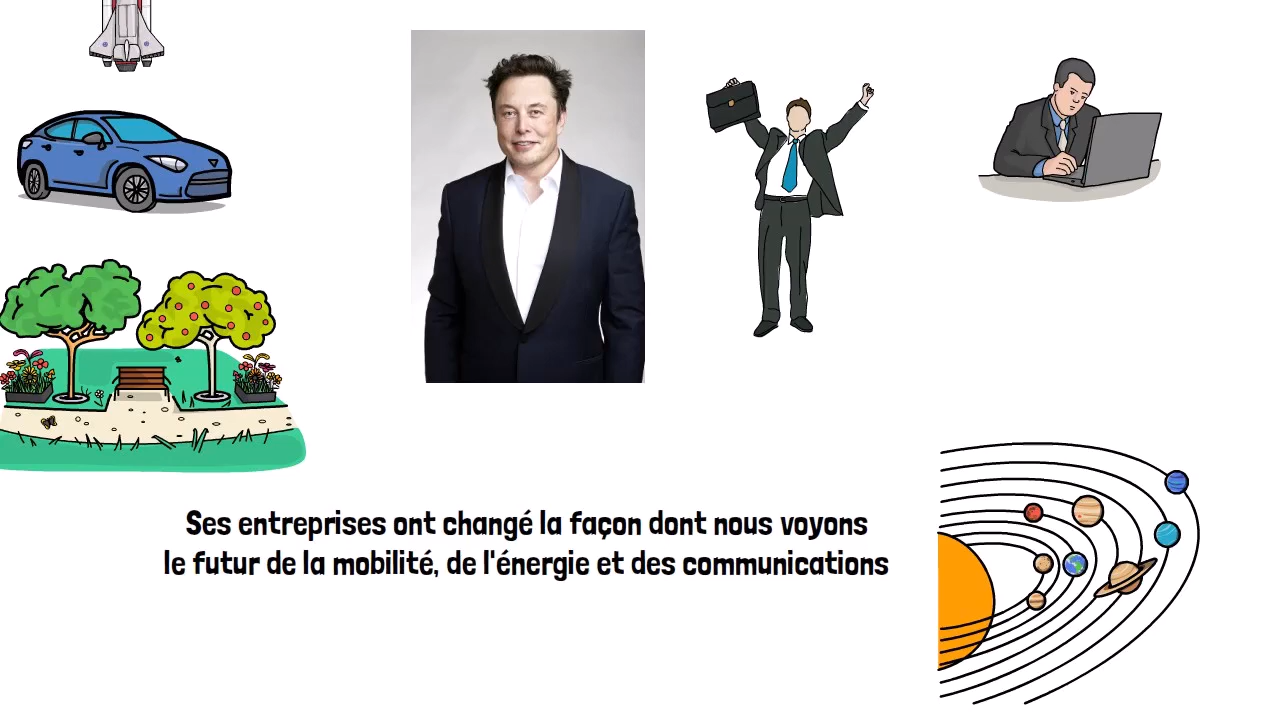 Ses entreprises ont changé la façon dont nous voyons
le futur de la mobilité, de l'énergie et des communications